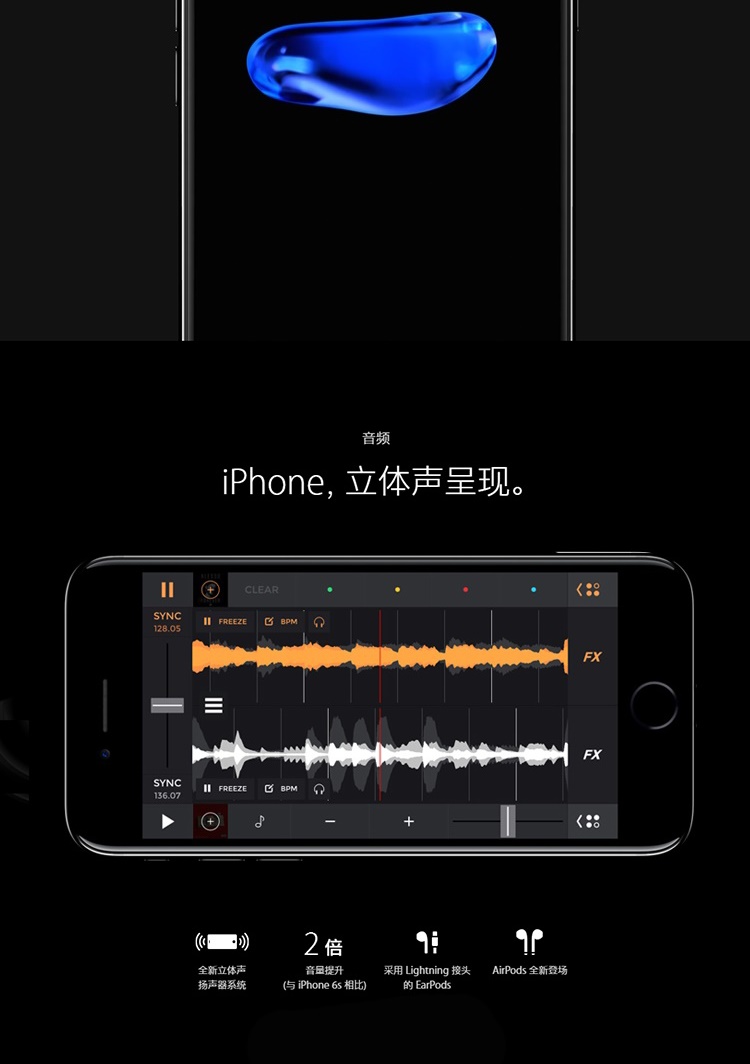 音频
iPhone, 立体声呈现。
CLEAR
SYNC
128.05
FREEZE
BPM
FX
FX
SYNC
136.07
FREEZE
BPM
全新立体声
扬声器系统
2 倍
音量提升
(与 iPhone 6s 相比)
采用 Lightning 接头
的 EarPods
AirPods 全新登场